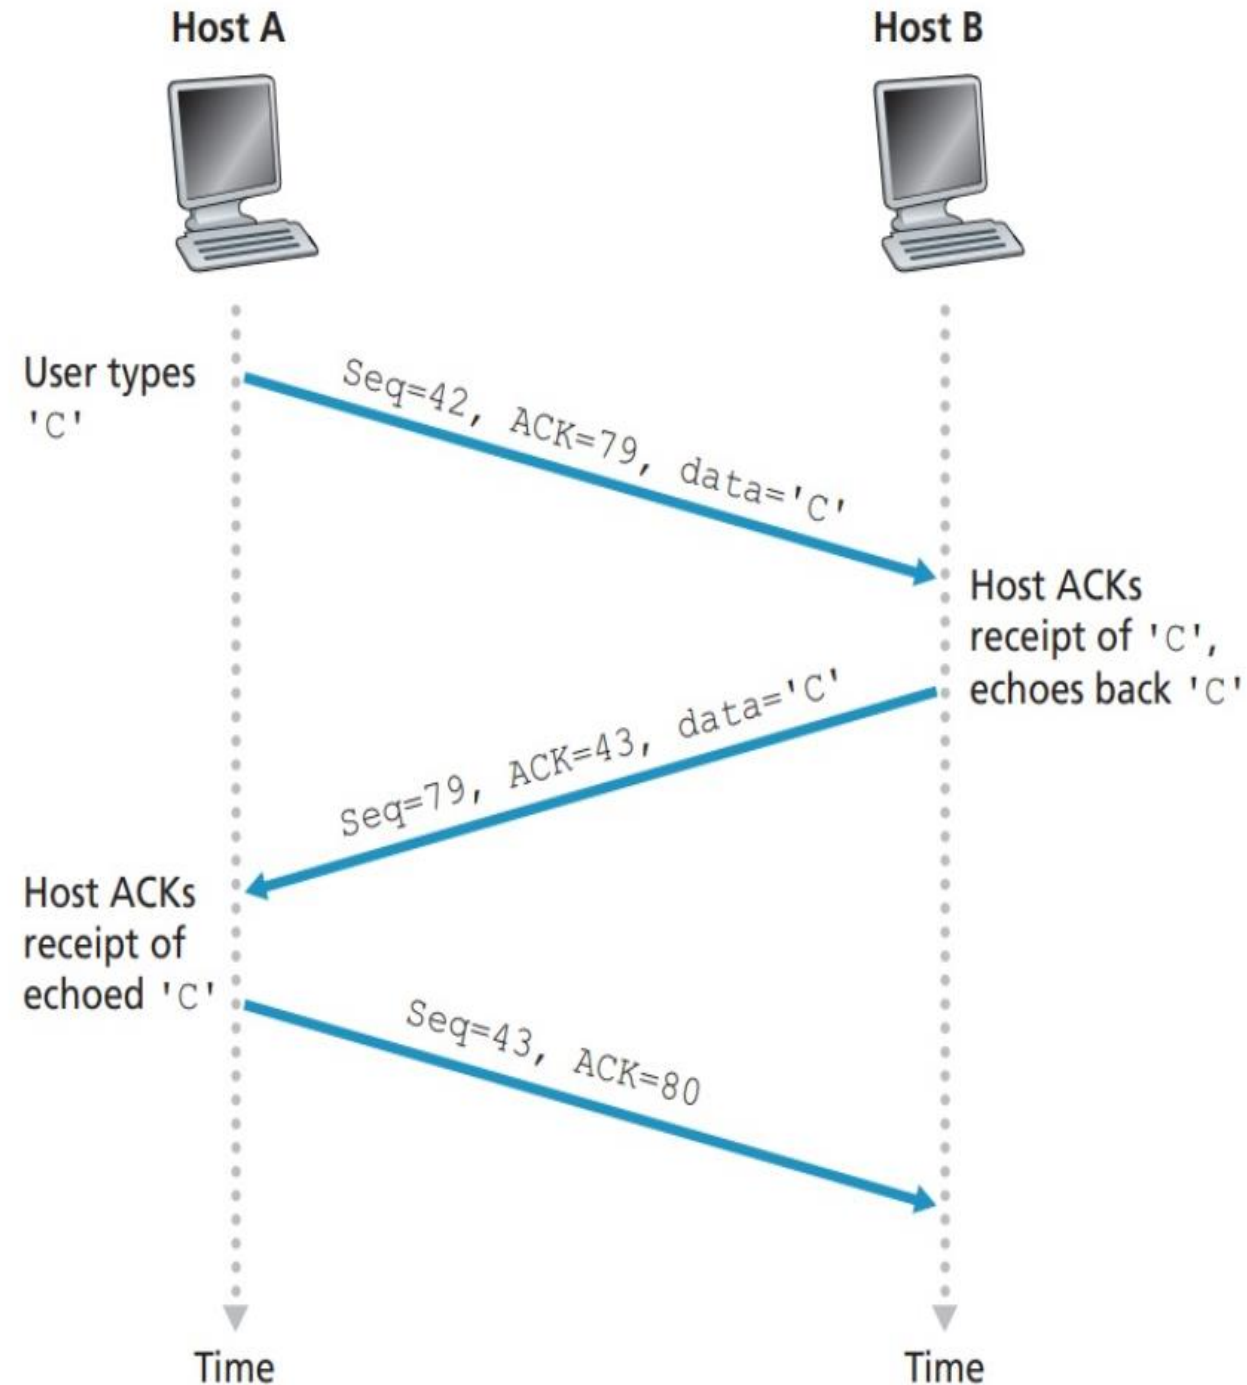 Host A
Host B
User types
'C'
Seq=42, ACK=79, data='C'
Host ACKs
receipt of 'C',
echoes back 'C'
Seq=79, ACK=43, data='C'
Host ACKs
receipt of
echoed 'C'
Seq=43, ACK=80
Time
Time